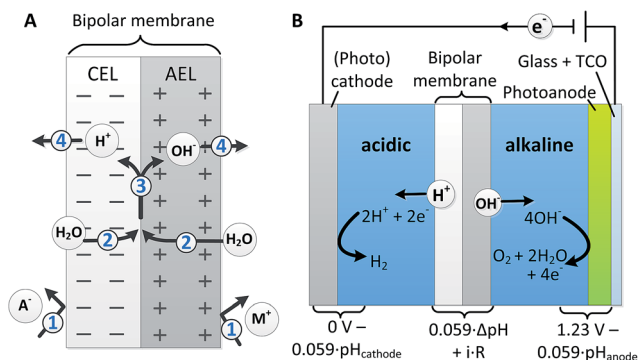 A
Bipolar membrane
CEL
AEL
4
H⁺
OH⁻
4
3
H₂O
2
2
H₂O
A⁻
1
1
M⁺
B
e⁻
(Photo)
cathode
Bipolar
membrane
Glass + TCO
Photoanode
acidic
alkaline
H⁺
OH⁻
2H⁺ + 2e⁻
H₂
4OH⁻
O₂ + 2H₂O
+ 4e⁻
0 V –
0.059·pHcathode
0.059·ΔpH
+ i·R
1.23 V –
0.059·pHanode